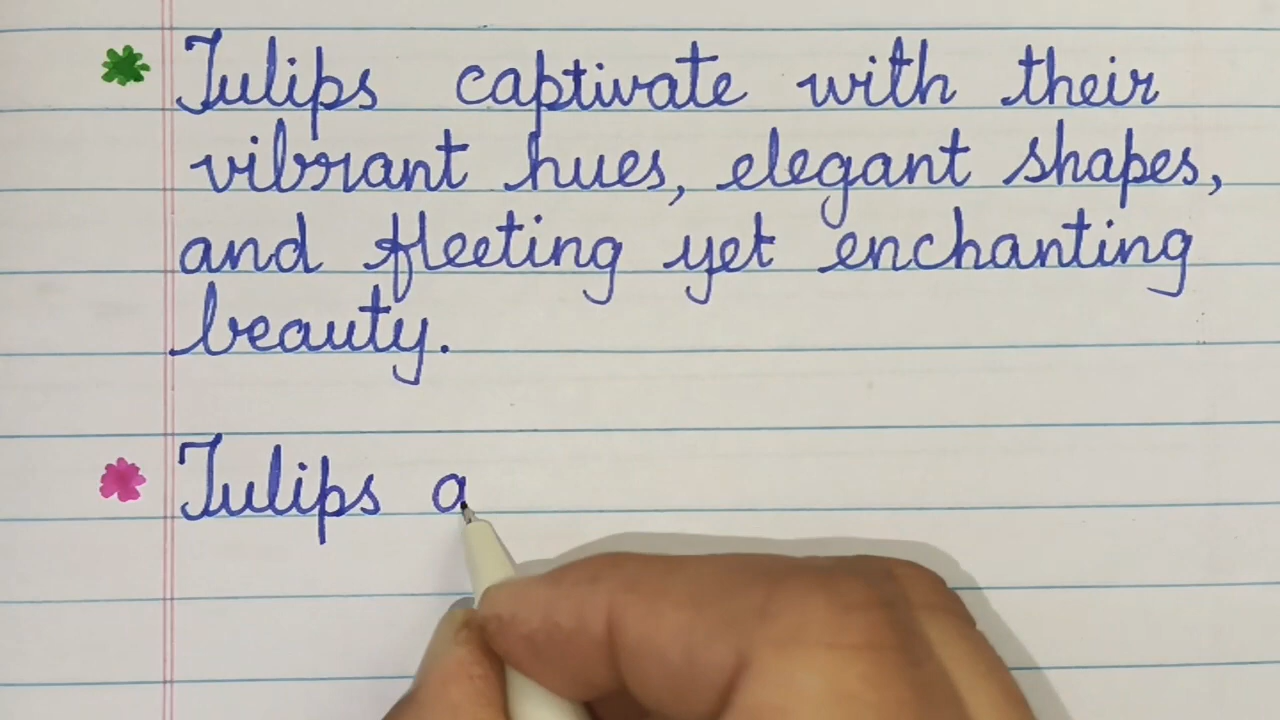 Tulips captivate with their
vibrant hues, elegant shapes,
and fleeting yet enchanting
beauty.
Tulips a